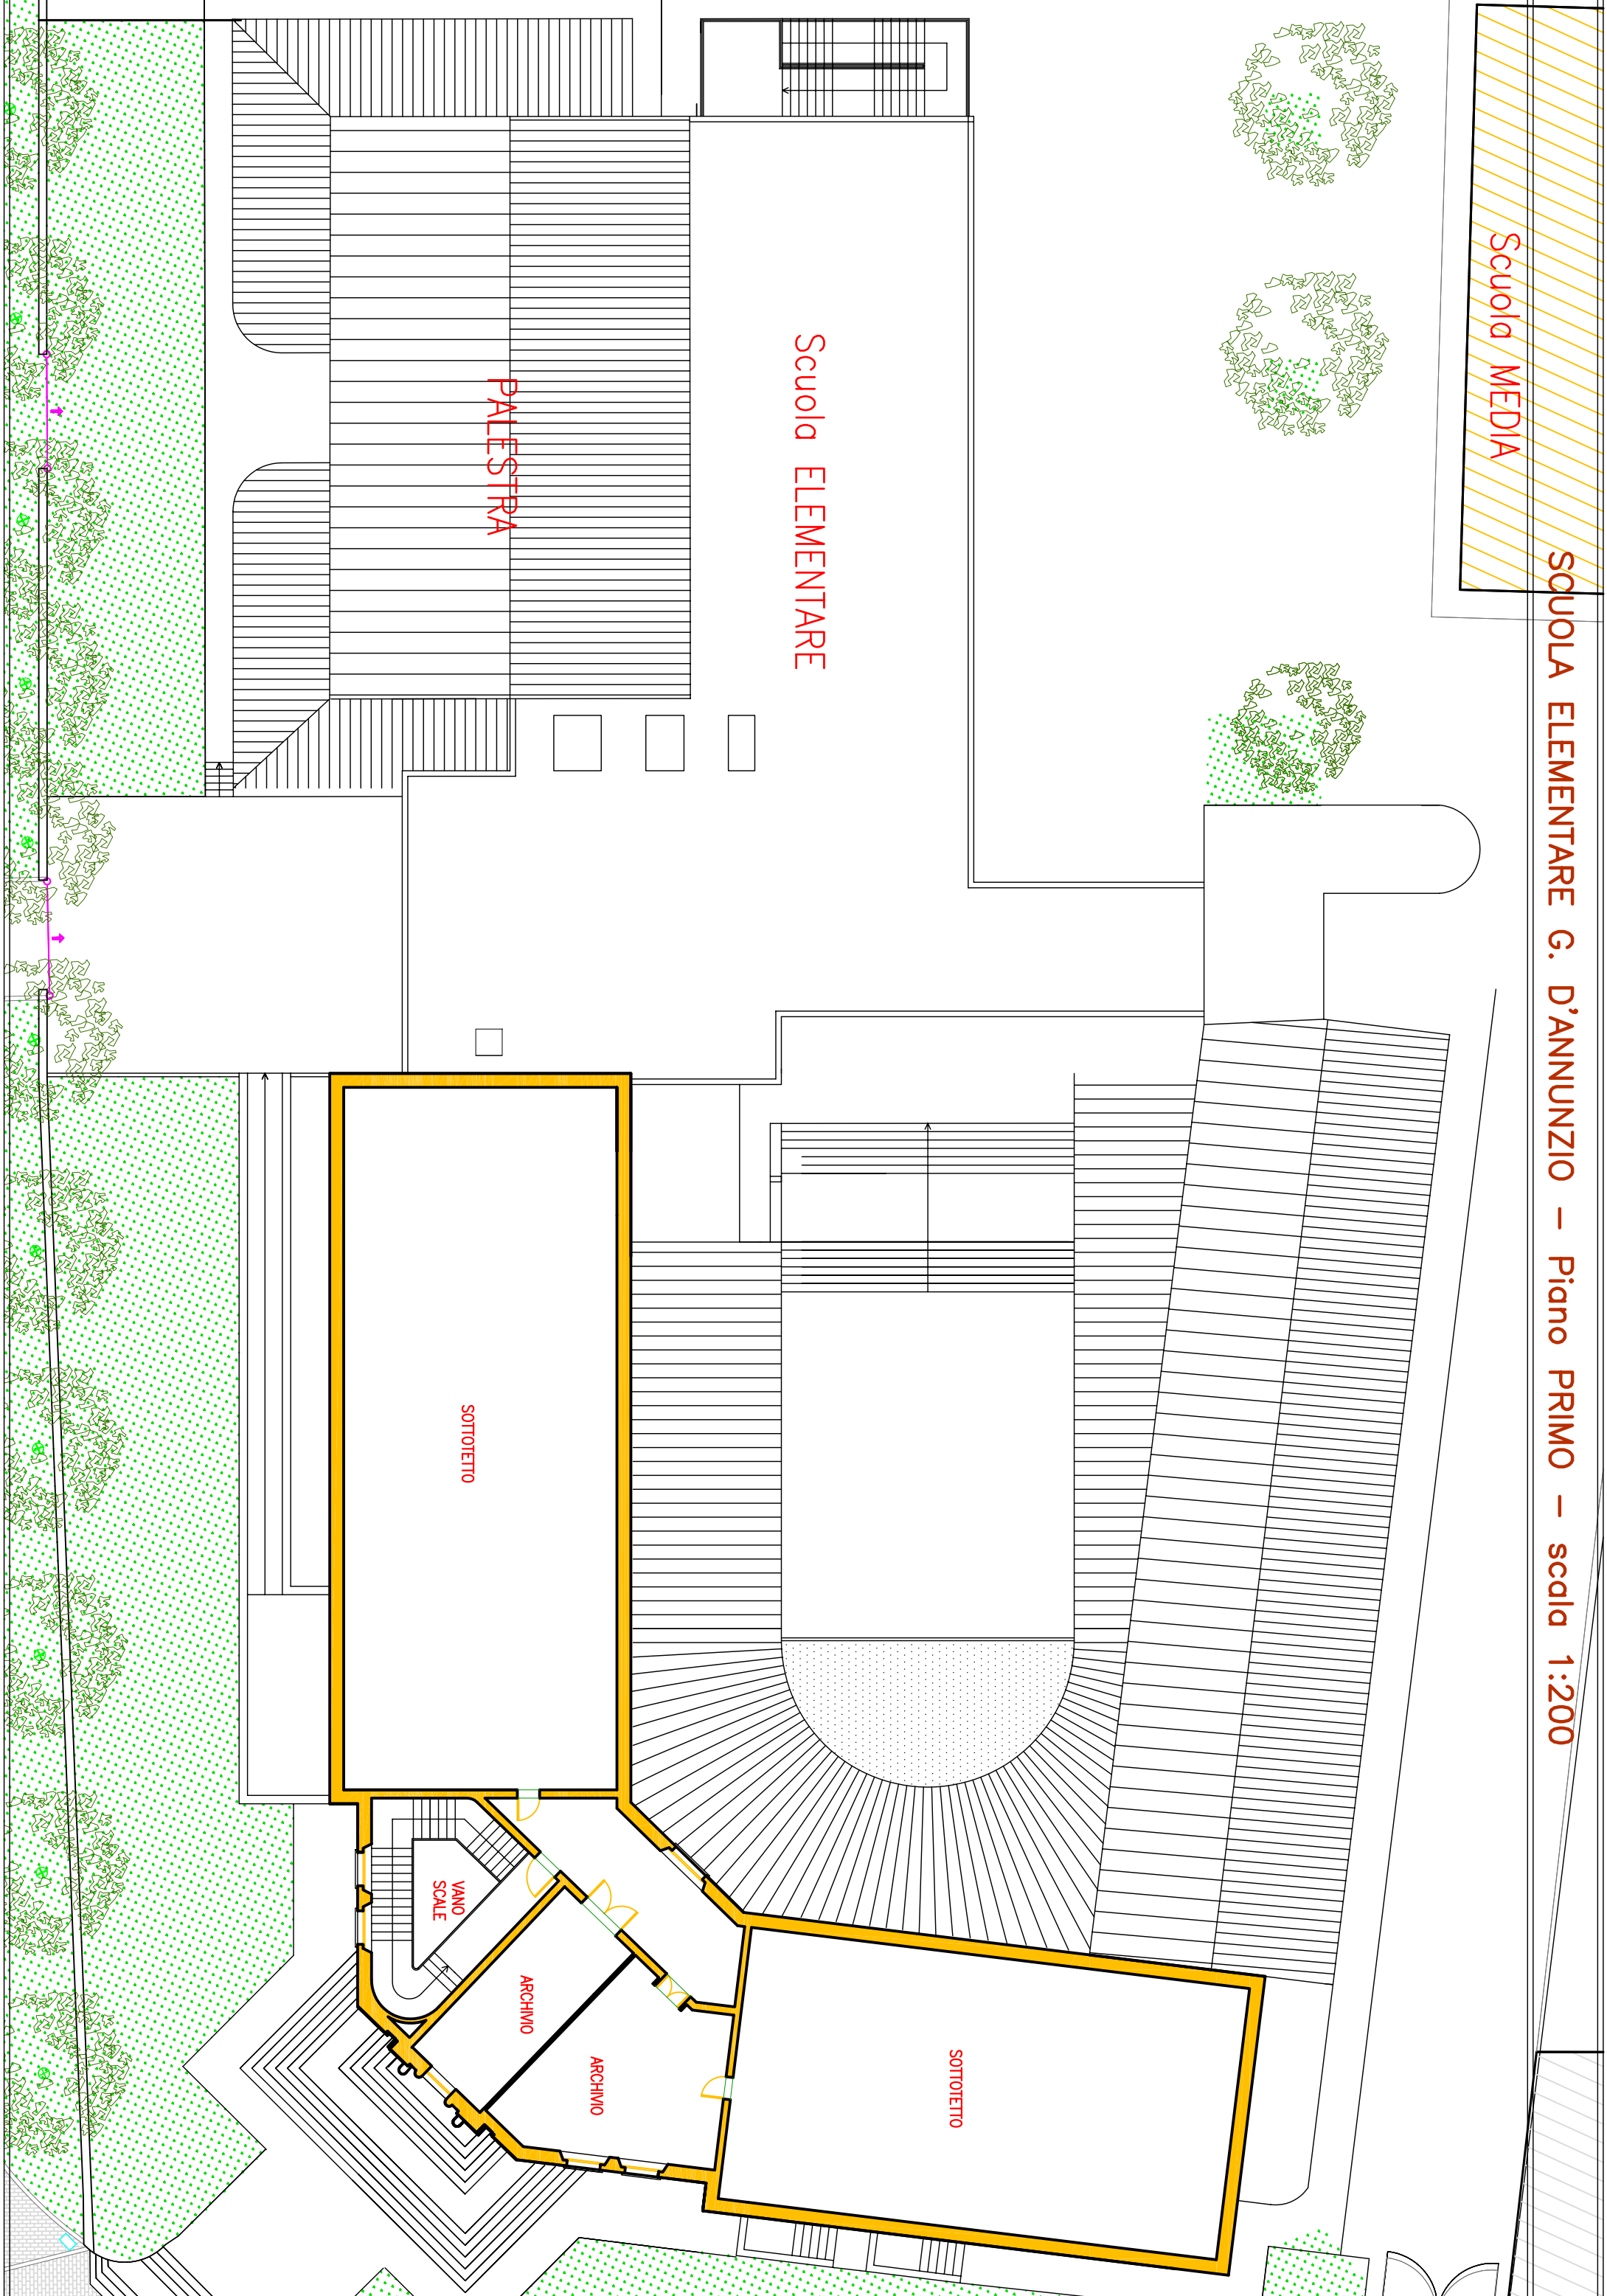 SCUOLA ELEMENTARE G. D'ANNUNZIO – Piano PRIMO – scala 1:200
Scuola MEDIA
Scuola ELEMENTARE
PALESTRA
SOTTOTETTO
SOTTOTETTO
ARCHIVIO
ARCHIVIO
VANO
SCALE